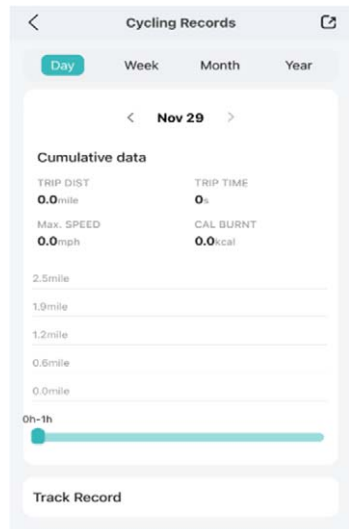 Cycling Records
Day Week Month Year
Nov 29
Cumulative data
TRIP DIST TRIP TIME
0.0mile 0s
Max. SPEED CAL BURNT
0.0mph 0.0kcal
2.5mile
1.9mile
1.2mile
0.6mile
0.0mile
0h-1h
Track Record